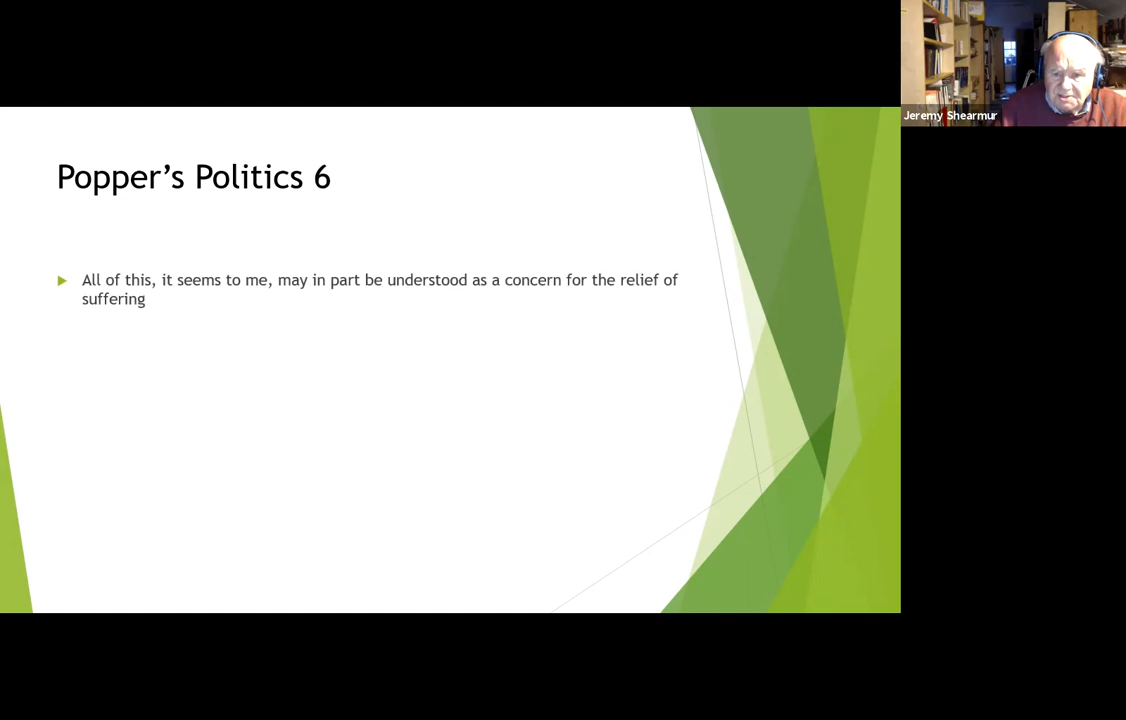 Jeremy Shearmur
Popper's Politics 6
All of this, it seems to me, may in part be understood as a concern for the relief of
suffering